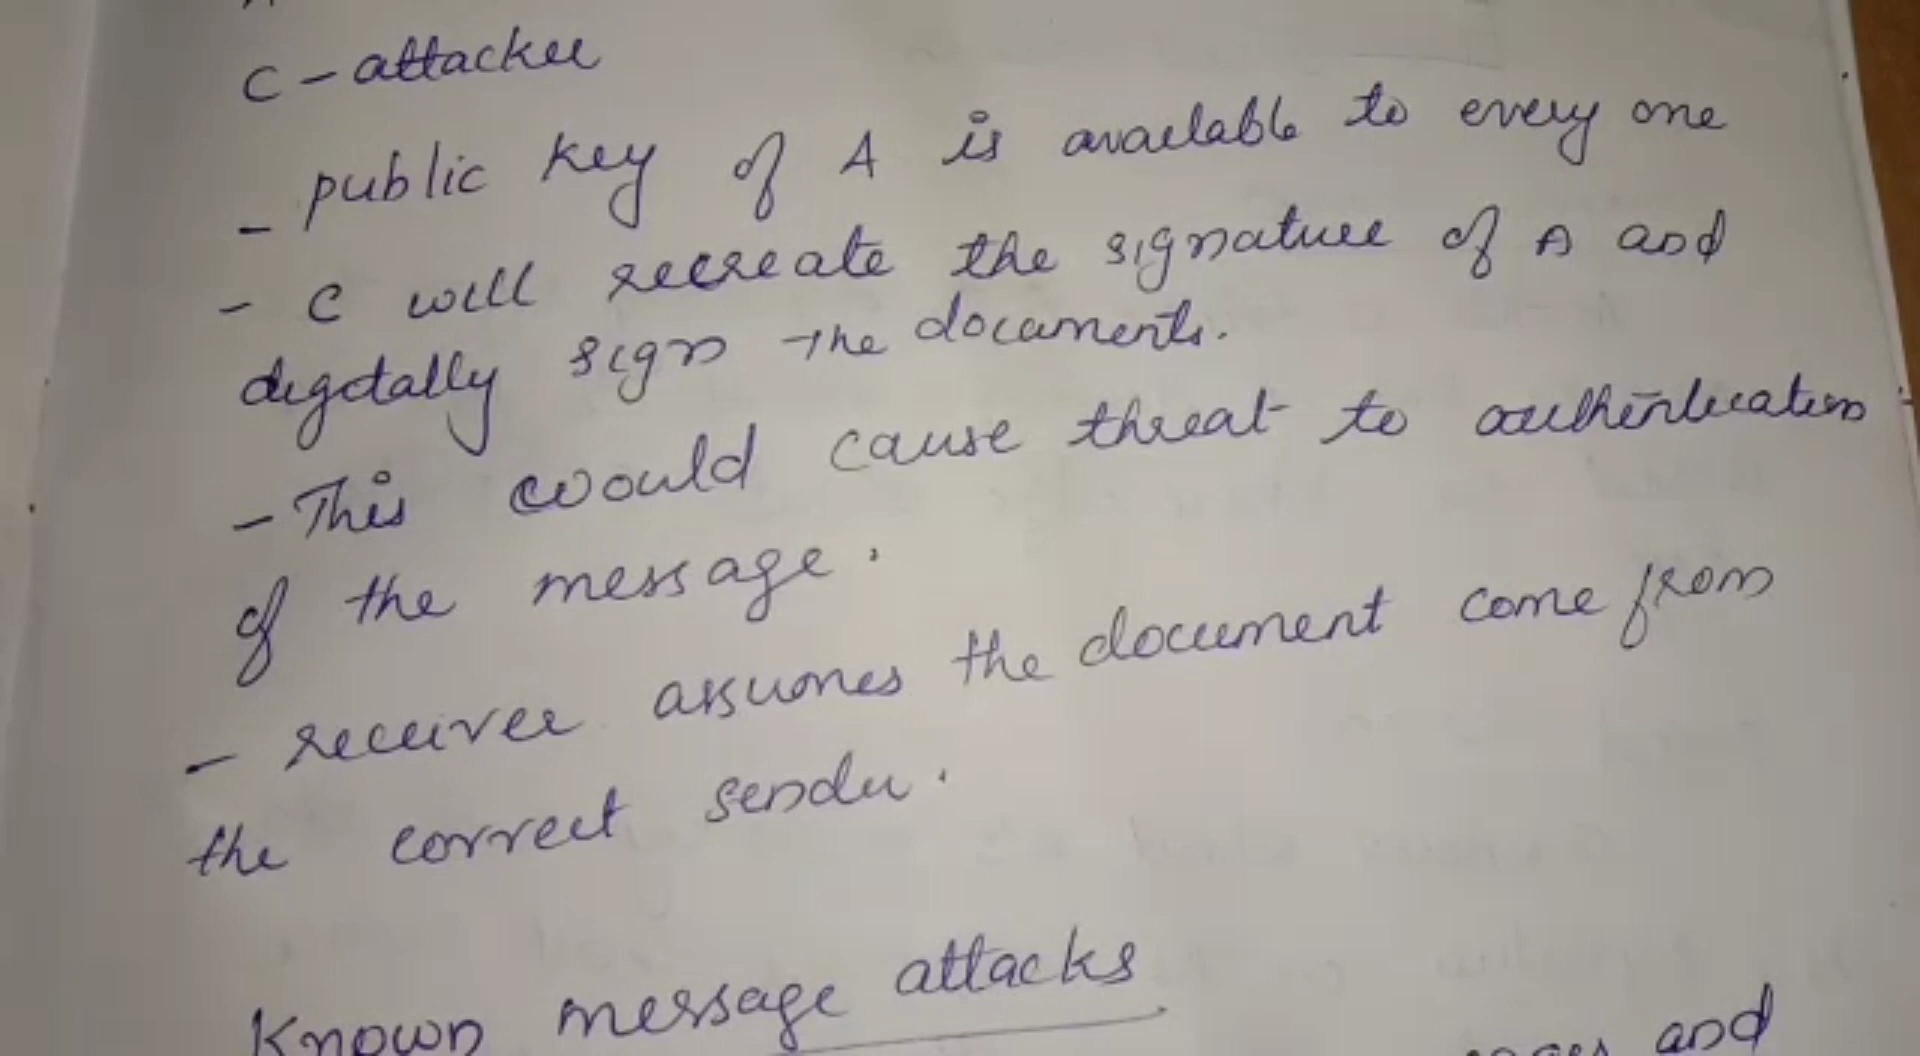 C - attacker
- public key of A is available to every one
- C will recreate the signature of A and
digitally sign the documents.
- This would cause threat to authentication
of the message.
- receiver assumes the document come from
the correct sender.
Known message attacks
and